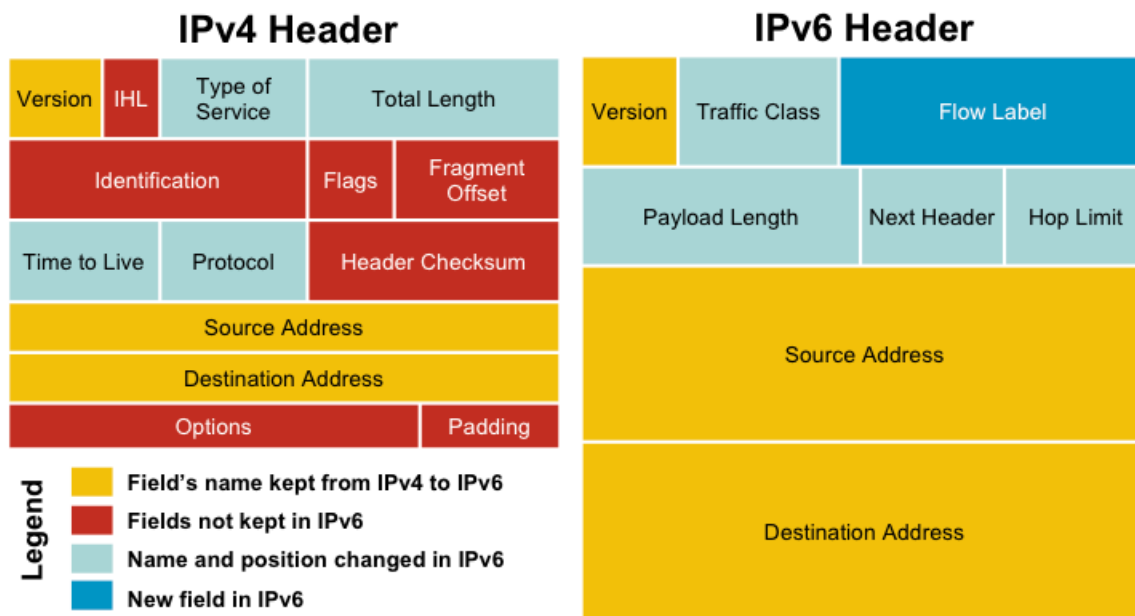 IPv4 Header
Version
IHL
Type of
Service
Total Length
Identification
Flags
Fragment
Offset
Time to Live
Protocol
Header Checksum
Source Address
Destination Address
Options
Padding
IPv6 Header
Version
Traffic Class
Flow Label
Payload Length
Next Header
Hop Limit
Source Address
Destination Address
Legend
Field’s name kept from IPv4 to IPv6
Fields not kept in IPv6
Name and position changed in IPv6
New field in IPv6